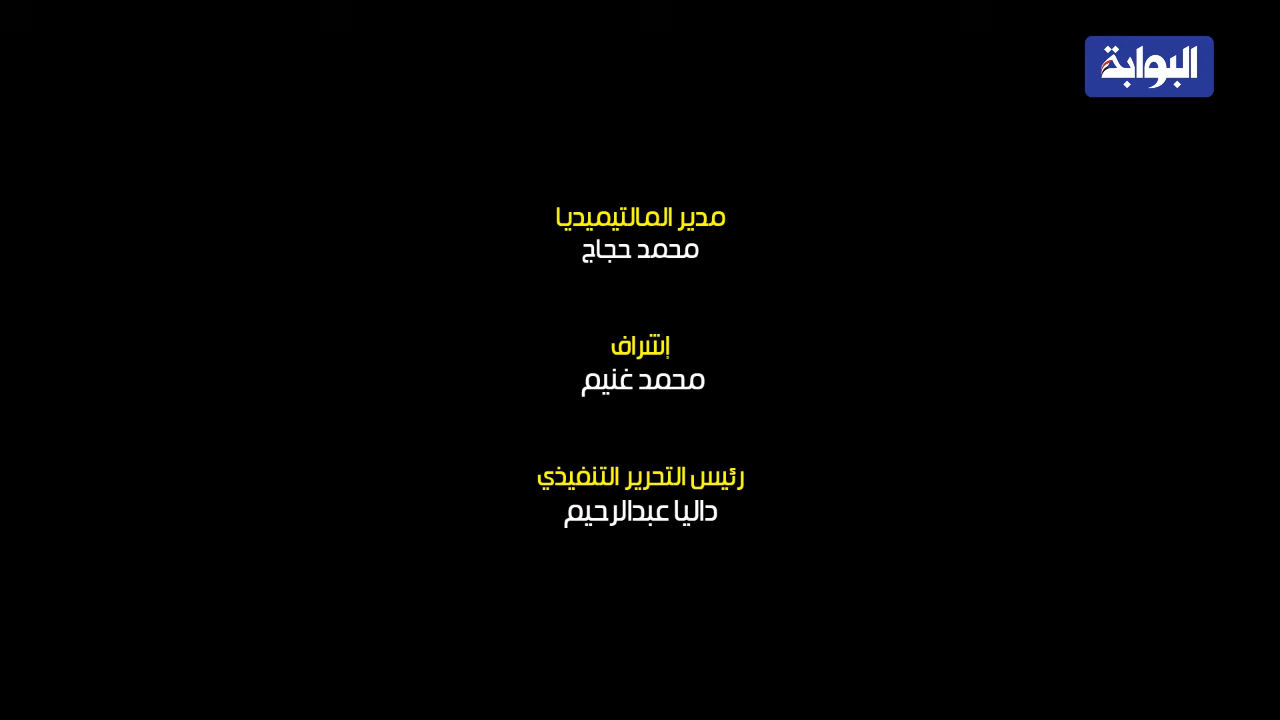 البوابة
مدير المالتيميديا
محمد حجاج
إشراف
محمد غنيم
رئيس التحرير التنفيذي
داليا عبدالرحيم